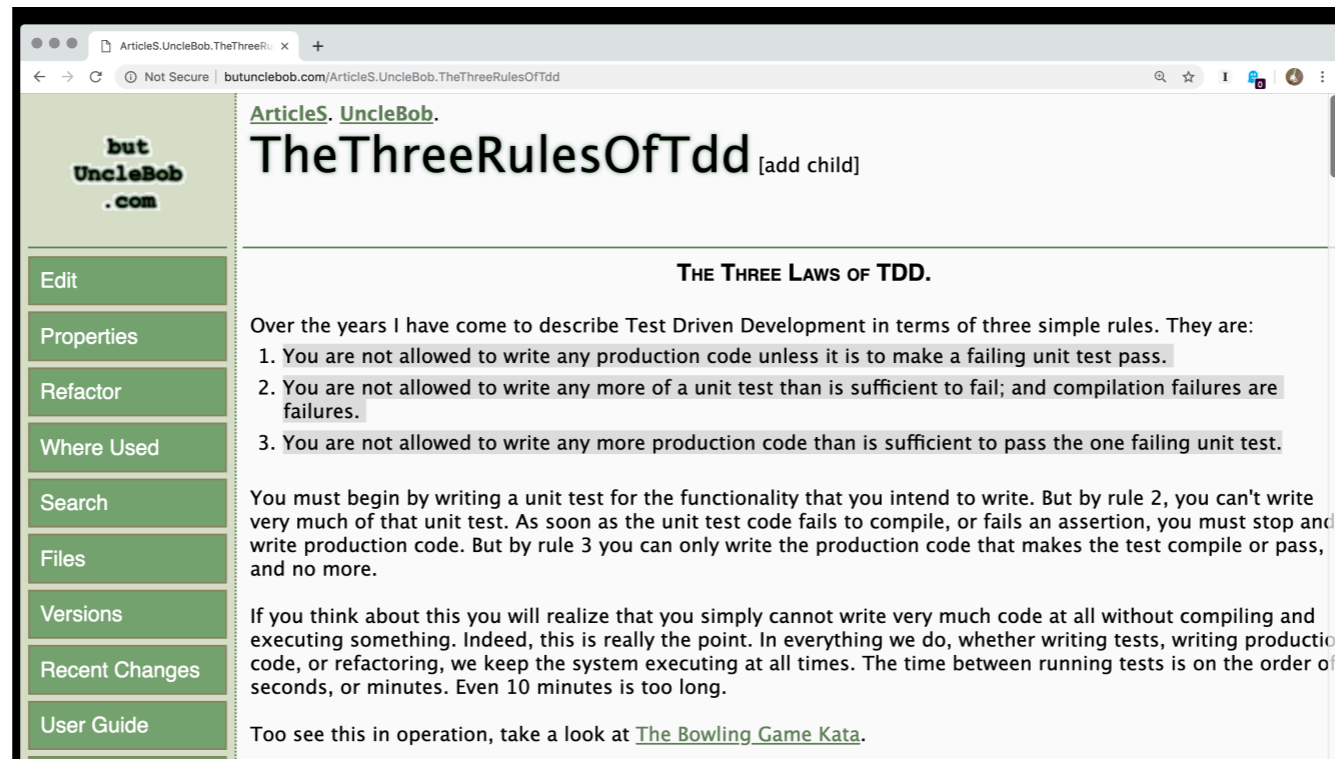 ArticleS.UncleBob.TheThreeRu
Not Secure | butunclebob.com/ArticleS.UncleBob.TheThreeRulesOfTdd
I
0
but
UncleBob
.com
Edit
Properties
Refactor
Where Used
Search
Files
Versions
Recent Changes
User Guide
ArticleS. UncleBob.
TheThreeRulesOfTdd [add child]
The Three Laws of TDD.
Over the years I have come to describe Test Driven Development in terms of three simple rules. They are:
1. You are not allowed to write any production code unless it is to make a failing unit test pass.
2. You are not allowed to write any more of a unit test than is sufficient to fail; and compilation failures are
failures.
3. You are not allowed to write any more production code than is sufficient to pass the one failing unit test.
You must begin by writing a unit test for the functionality that you intend to write. But by rule 2, you can't write
very much of that unit test. As soon as the unit test code fails to compile, or fails an assertion, you must stop and
write production code. But by rule 3 you can only write the production code that makes the test compile or pass,
and no more.
If you think about this you will realize that you simply cannot write very much code at all without compiling and
executing something. Indeed, this is really the point. In everything we do, whether writing tests, writing productio
code, or refactoring, we keep the system executing at all times. The time between running tests is on the order of
seconds, or minutes. Even 10 minutes is too long.
Too see this in operation, take a look at The Bowling Game Kata.